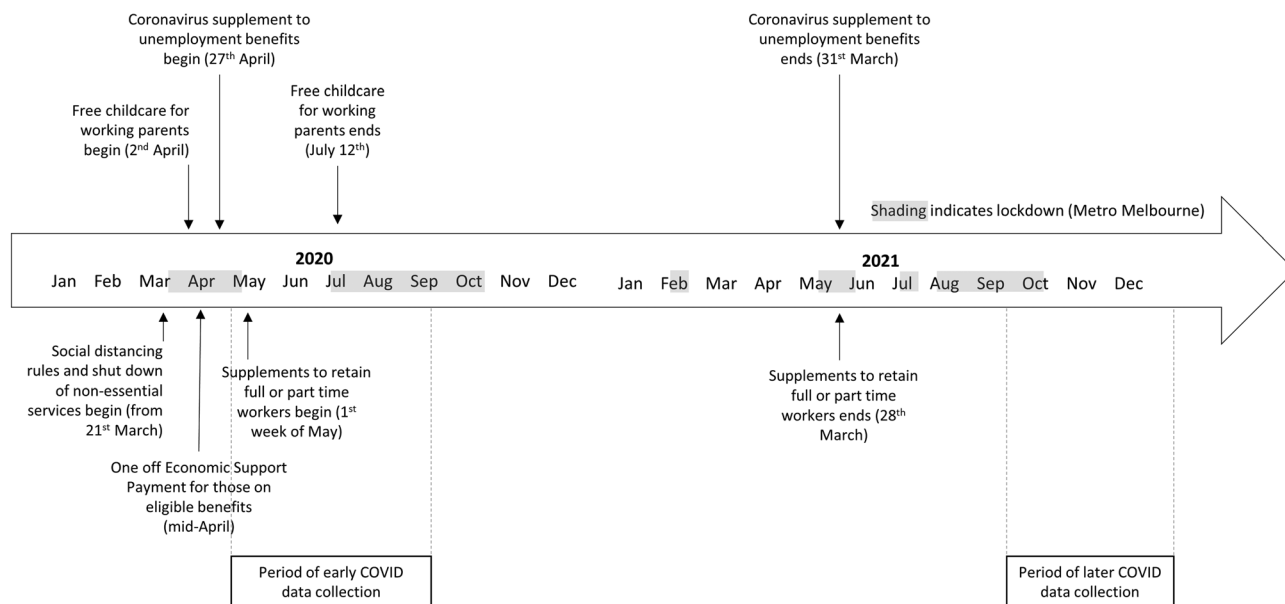 Coronavirus supplement to
unemployment benefits
begin (27th April)
Coronavirus supplement to
unemployment benefits
ends (31st March)
Free childcare for
working parents
begin (2nd April)
Free childcare
for working
parents ends
(July 12th)
Shading indicates lockdown (Metro Melbourne)
2020
Jan Feb Mar Apr May Jun Jul Aug Sep Oct Nov Dec
2021
Jan Feb Mar Apr May Jun Jul Aug Sep Oct Nov Dec
Social distancing
rules and shut down
of non-essential
services begin (from
21st March)
Supplements to retain
full or part time
workers begin (1st
week of May)
Supplements to retain
full or part time
workers ends (28th
March)
One off Economic Support
Payment for those on
eligible benefits
(mid-April)
Period of early COVID
data collection
Period of later COVID
data collection